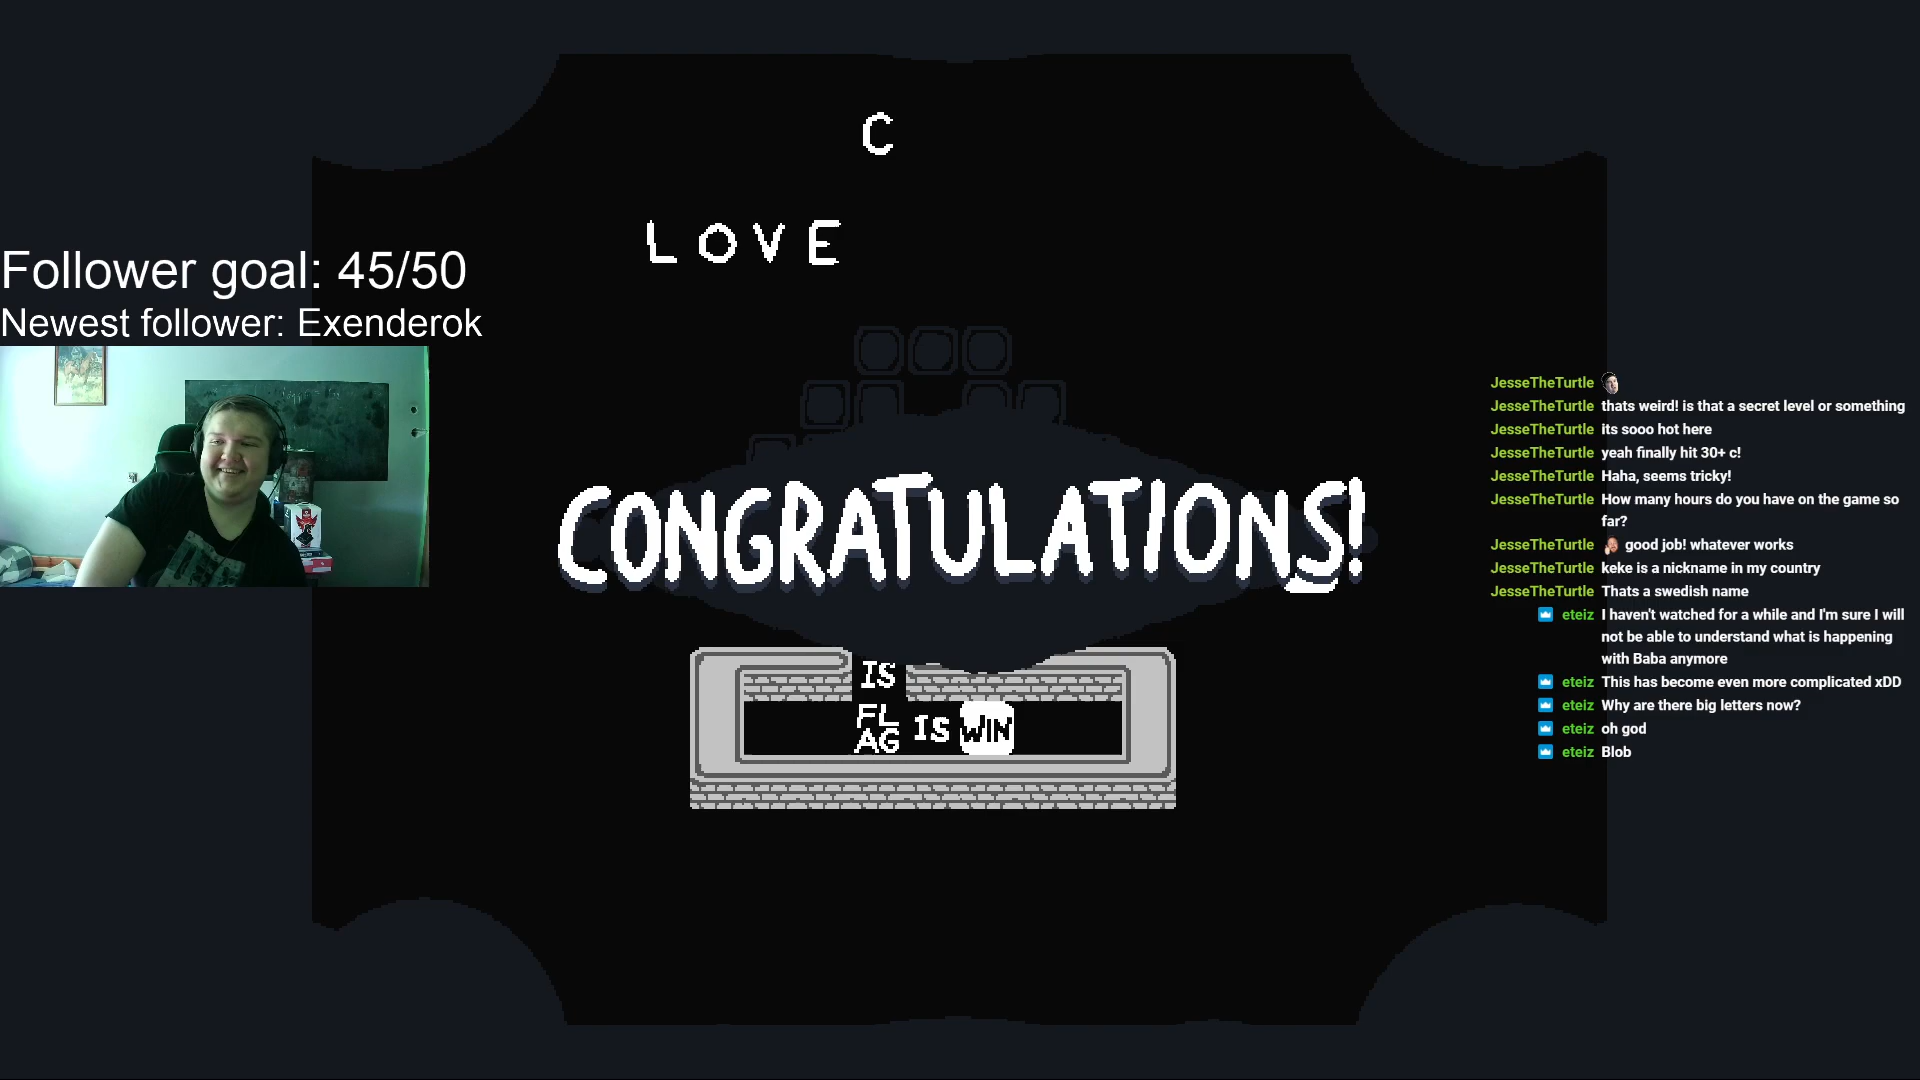 C
LOVE
Follower goal: 45/50
Newest follower: Exenderok
CONGRATULATIONS!
IS
FL
AG IS WIN
JesseTheTurtle
JesseTheTurtle thats weird! is that a secret level or something
JesseTheTurtle its sooo hot here
JesseTheTurtle yeah finally hit 30+ c!
JesseTheTurtle Haha, seems tricky!
JesseTheTurtle How many hours do you have on the game so
far?
JesseTheTurtle good job! whatever works
JesseTheTurtle keke is a nickname in my country
JesseTheTurtle Thats a swedish name
eteiz I haven't watched for a while and I'm sure I will
not be able to understand what is happening
with Baba anymore
eteiz This has become even more complicated xDD
eteiz Why are there big letters now?
eteiz oh god
eteiz Blob